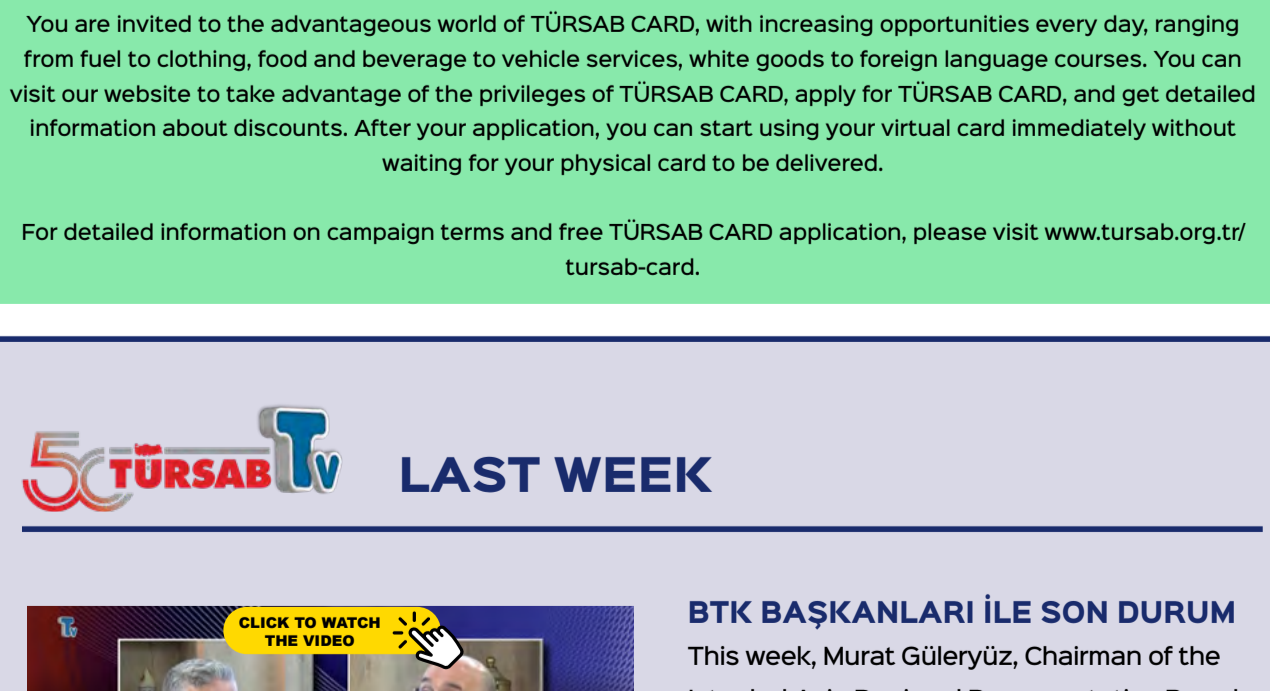 You are invited to the advantageous world of TÜRSAB CARD, with increasing opportunities every day, ranging
from fuel to clothing, food and beverage to vehicle services, white goods to foreign language courses. You can
visit our website to take advantage of the privileges of TÜRSAB CARD, apply for TÜRSAB CARD, and get detailed
information about discounts. After your application, you can start using your virtual card immediately without
waiting for your physical card to be delivered.
For detailed information on campaign terms and free TÜRSAB CARD application, please visit www.tursab.org.tr/
tursab-card.
50 TÜRSAB Tv
LAST WEEK
Tv
CLICK TO WATCH
THE VIDEO
BTK BAŞKANLARI İLE SON DURUM
This week, Murat Güleryüz, Chairman of the